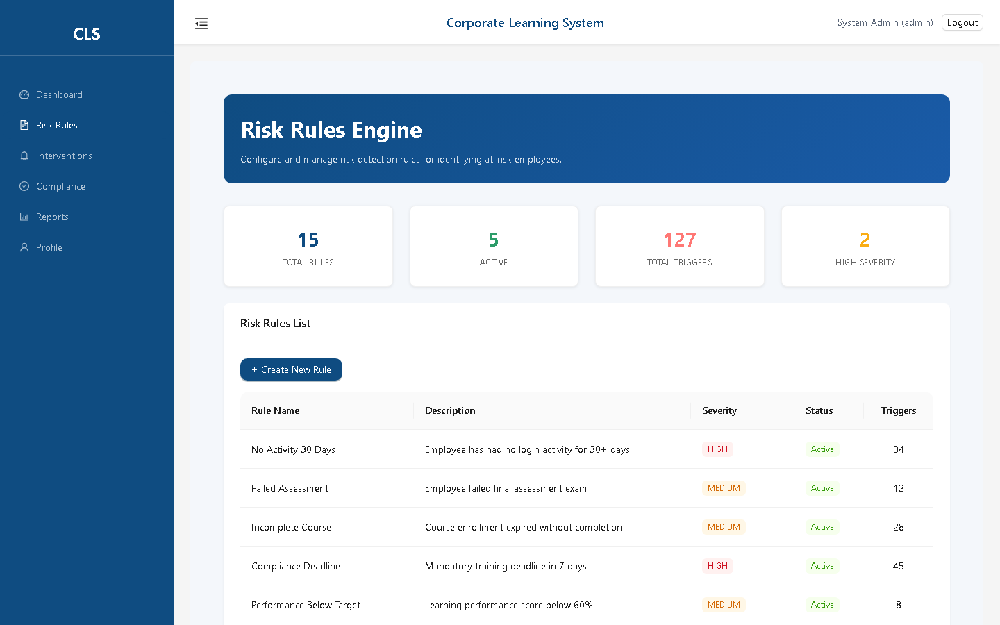 CLS
Corporate Learning System
System Admin (admin)
Logout
Dashboard
Risk Rules
Interventions
Compliance
Reports
Profile
Risk Rules Engine
Configure and manage risk detection rules for identifying at-risk employees.
15
TOTAL RULES
5
ACTIVE
127
TOTAL TRIGGERS
2
HIGH SEVERITY
Risk Rules List
+ Create New Rule
Rule Name Description Severity Status Triggers
No Activity 30 Days Employee has had no login activity for 30+ days HIGH Active 34
Failed Assessment Employee failed final assessment exam MEDIUM Active 12
Incomplete Course Course enrollment expired without completion MEDIUM Active 28
Compliance Deadline Mandatory training deadline in 7 days HIGH Active 45
Performance Below Target Learning performance score below 60% MEDIUM Active 8